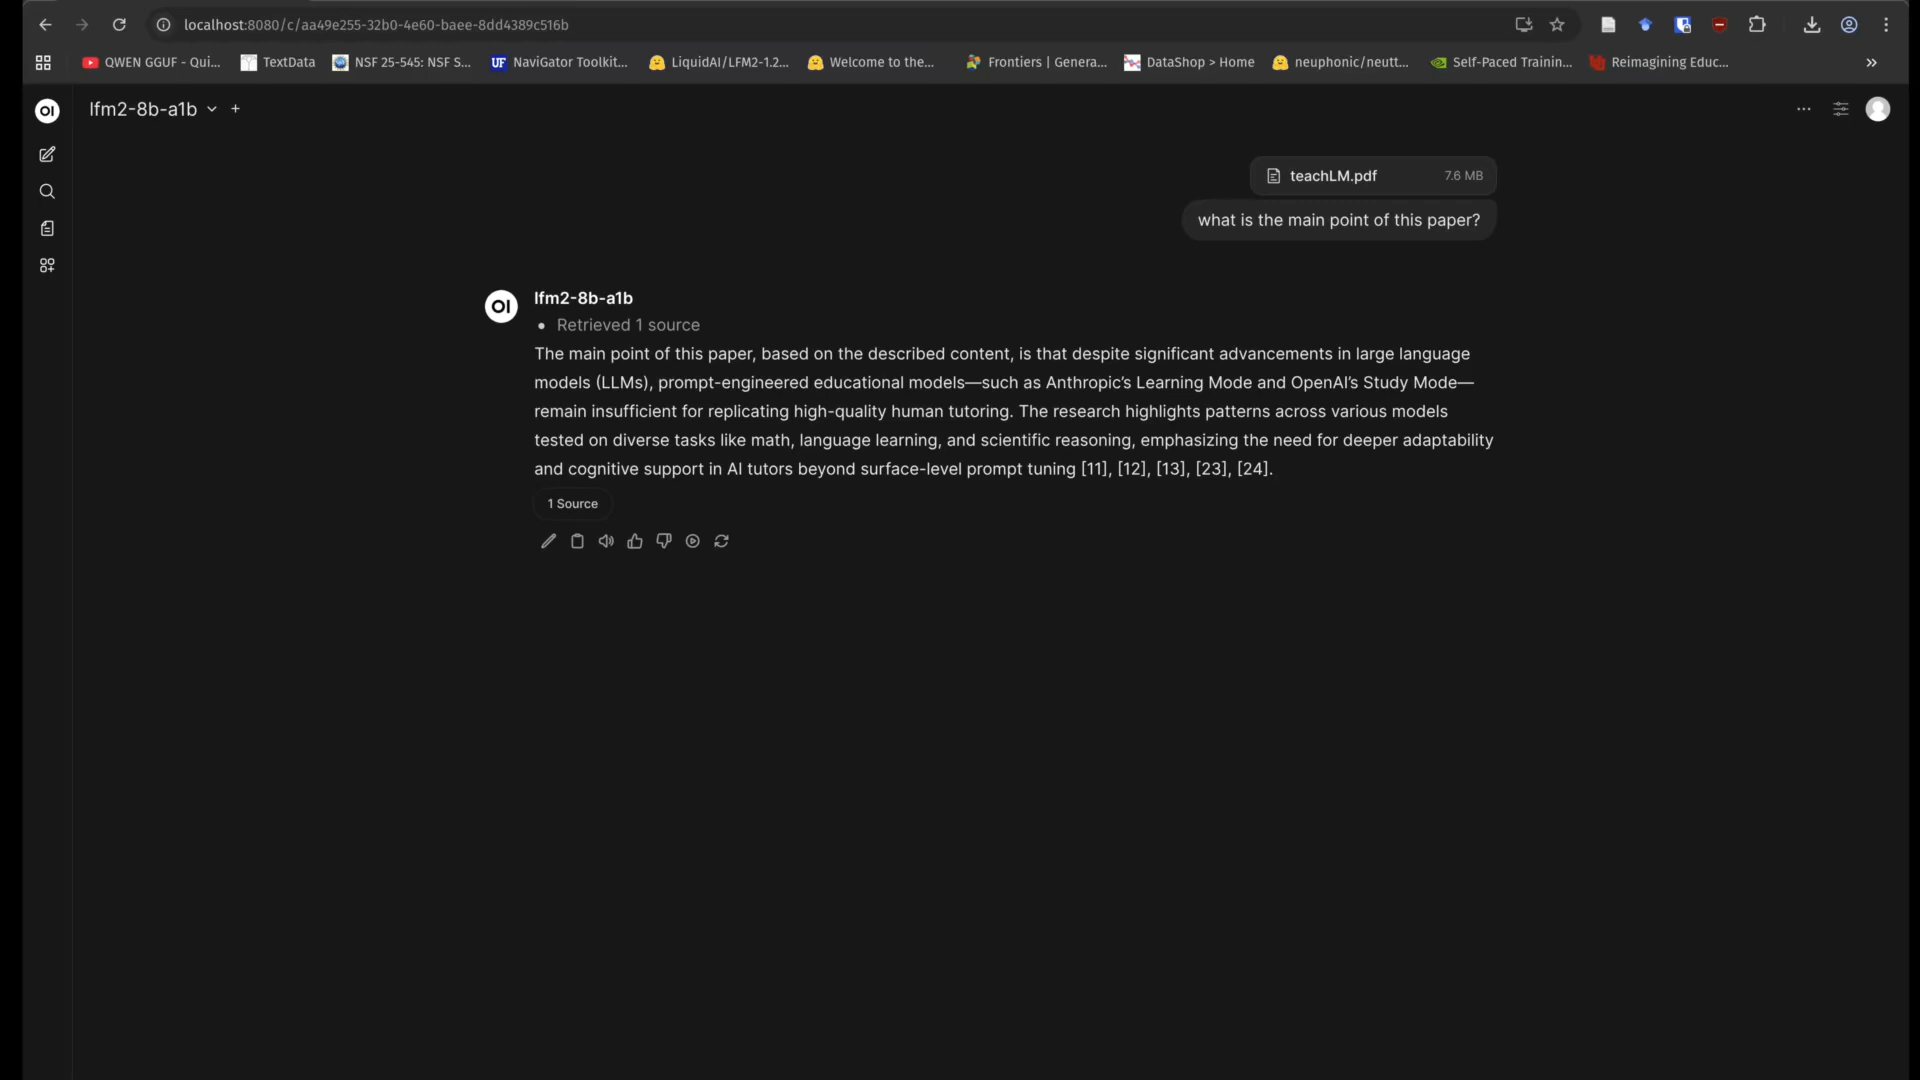 localhost:8080/c/aa49e255-32b0-4e60-baee-8dd4389c516b
QWEN GGUF - Qui... TextData NSF 25-545: NSF S... UF NaviGator Toolkit... LiquidAI/LFM2-1.2... Welcome to the... Frontiers | Genera... DataShop > Home neuphonic/neutt... Self-Paced Trainin... Reimagining Educ...
OI lfm2-8b-a1b
teachLM.pdf 7.6 MB
what is the main point of this paper?
OI lfm2-8b-a1b
Retrieved 1 source
The main point of this paper, based on the described content, is that despite significant advancements in large language
models (LLMs), prompt-engineered educational models—such as Anthropic’s Learning Mode and OpenAI’s Study Mode—
remain insufficient for replicating high-quality human tutoring. The research highlights patterns across various models
tested on diverse tasks like math, language learning, and scientific reasoning, emphasizing the need for deeper adaptability
and cognitive support in AI tutors beyond surface-level prompt tuning [11], [12], [13], [23], [24].
1 Source